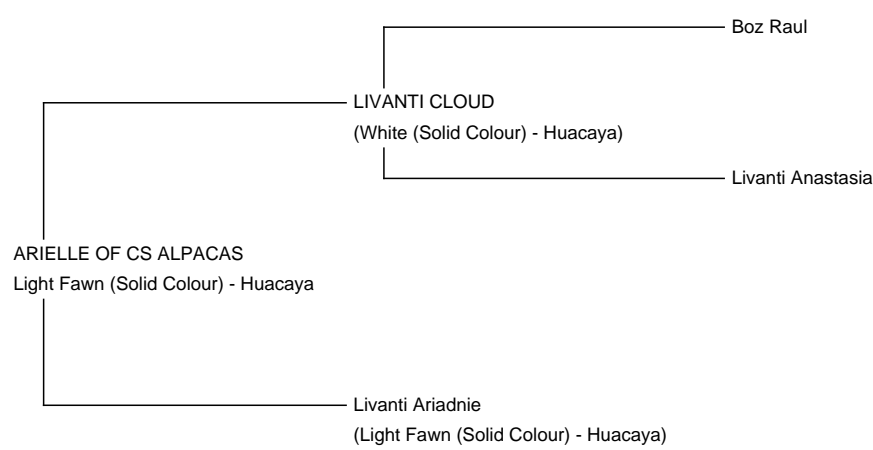 Boz Raul
LIVANTI CLOUD
(White (Solid Colour) - Huacaya)
Livanti Anastasia
ARIELLE OF CS ALPACAS
Light Fawn (Solid Colour) - Huacaya
Livanti Ariadnie
(Light Fawn (Solid Colour) - Huacaya)